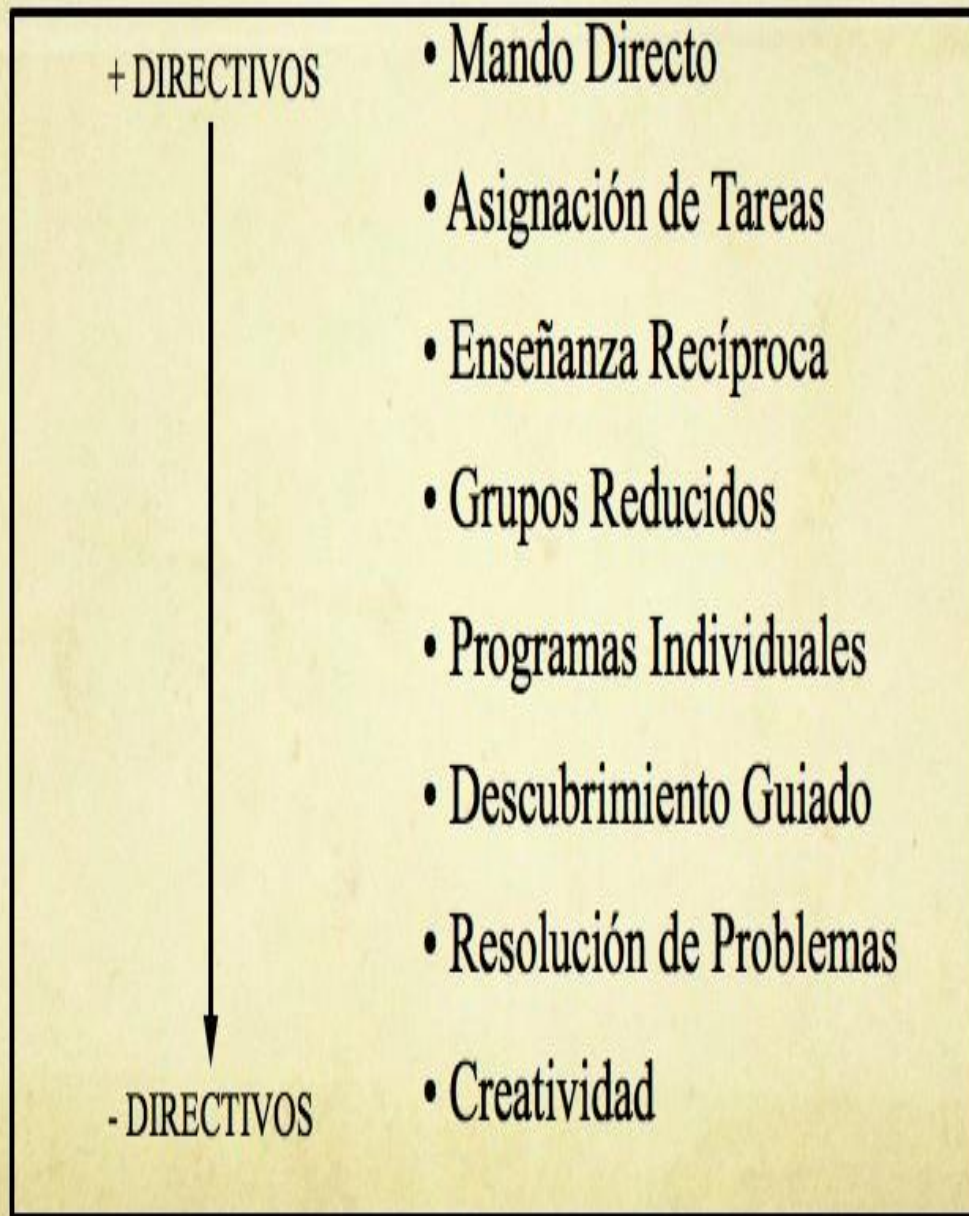 + DIRECTIVOS
• Mando Directo
• Asignación de Tareas
• Enseñanza Recíproca
• Grupos Reducidos
• Programas Individuales
• Descubrimiento Guiado
• Resolución de Problemas
• Creatividad
- DIRECTIVOS